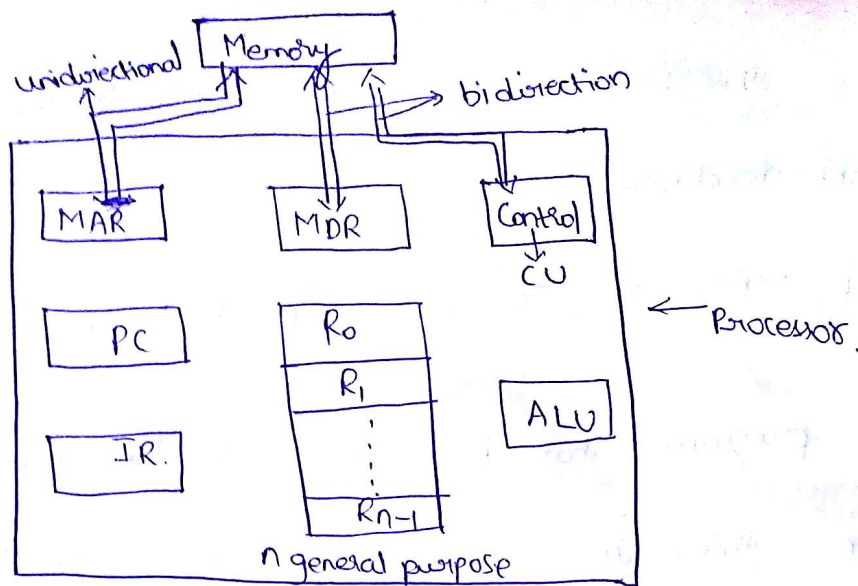 Memory
unidirectional
bidirection
MAR
MDR
Control
CU
PC
R0
Processor.
R1
ALU
IR.
Rn-1
n general purpose